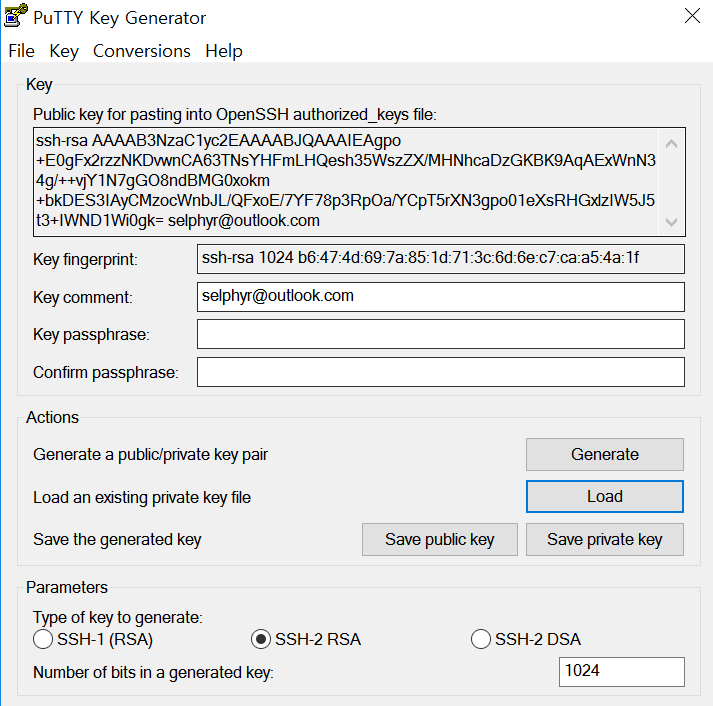 PuTTY Key Generator
File Key Conversions Help
Key
Public key for pasting into OpenSSH authorized_keys file:
ssh-rsa AAAAB3NzaC1yc2EAAAABJQAAAIEAgpo
+E0gFx2rzzNKDvwnCA63TNsYHFmLHQesh35WszZX/MHNhcaDzGKBK9AqAExWnN3
4g/++vjY1N7gGO8ndBMG0xokm
+bkDES3IAyCMzocWnbJL/QFxoE/7YF78p3RpOa/YCpT5rXN3gpo01eXsRHGxlzIW5J5
t3+IWND1Wi0gk= selphyr@outlook.com
Key fingerprint: ssh-rsa 1024 b6:47:4d:69:7a:85:1d:71:3c:6d:6e:c7:ca:a5:4a:1f
Key comment: selphyr@outlook.com
Key passphrase:
Confirm passphrase:
Actions
Generate a public/private key pair Generate
Load an existing private key file Load
Save the generated key Save public key Save private key
Parameters
Type of key to generate:
SSH-1 (RSA) SSH-2 RSA SSH-2 DSA
Number of bits in a generated key: 1024